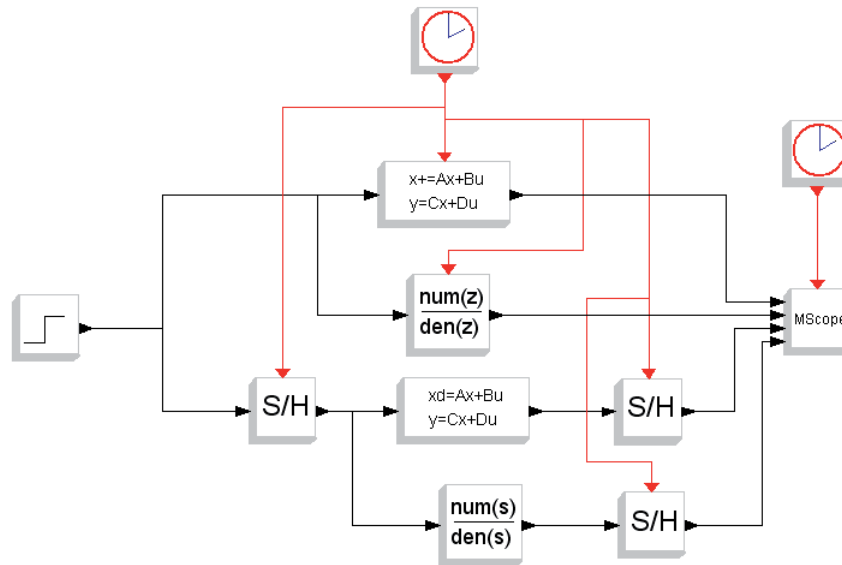 x+=Ax+Bu
y=Cx+Du
num(z)
den(z)
MScope
S/H
xd=Ax+Bu
y=Cx+Du
S/H
num(s)
den(s)
S/H